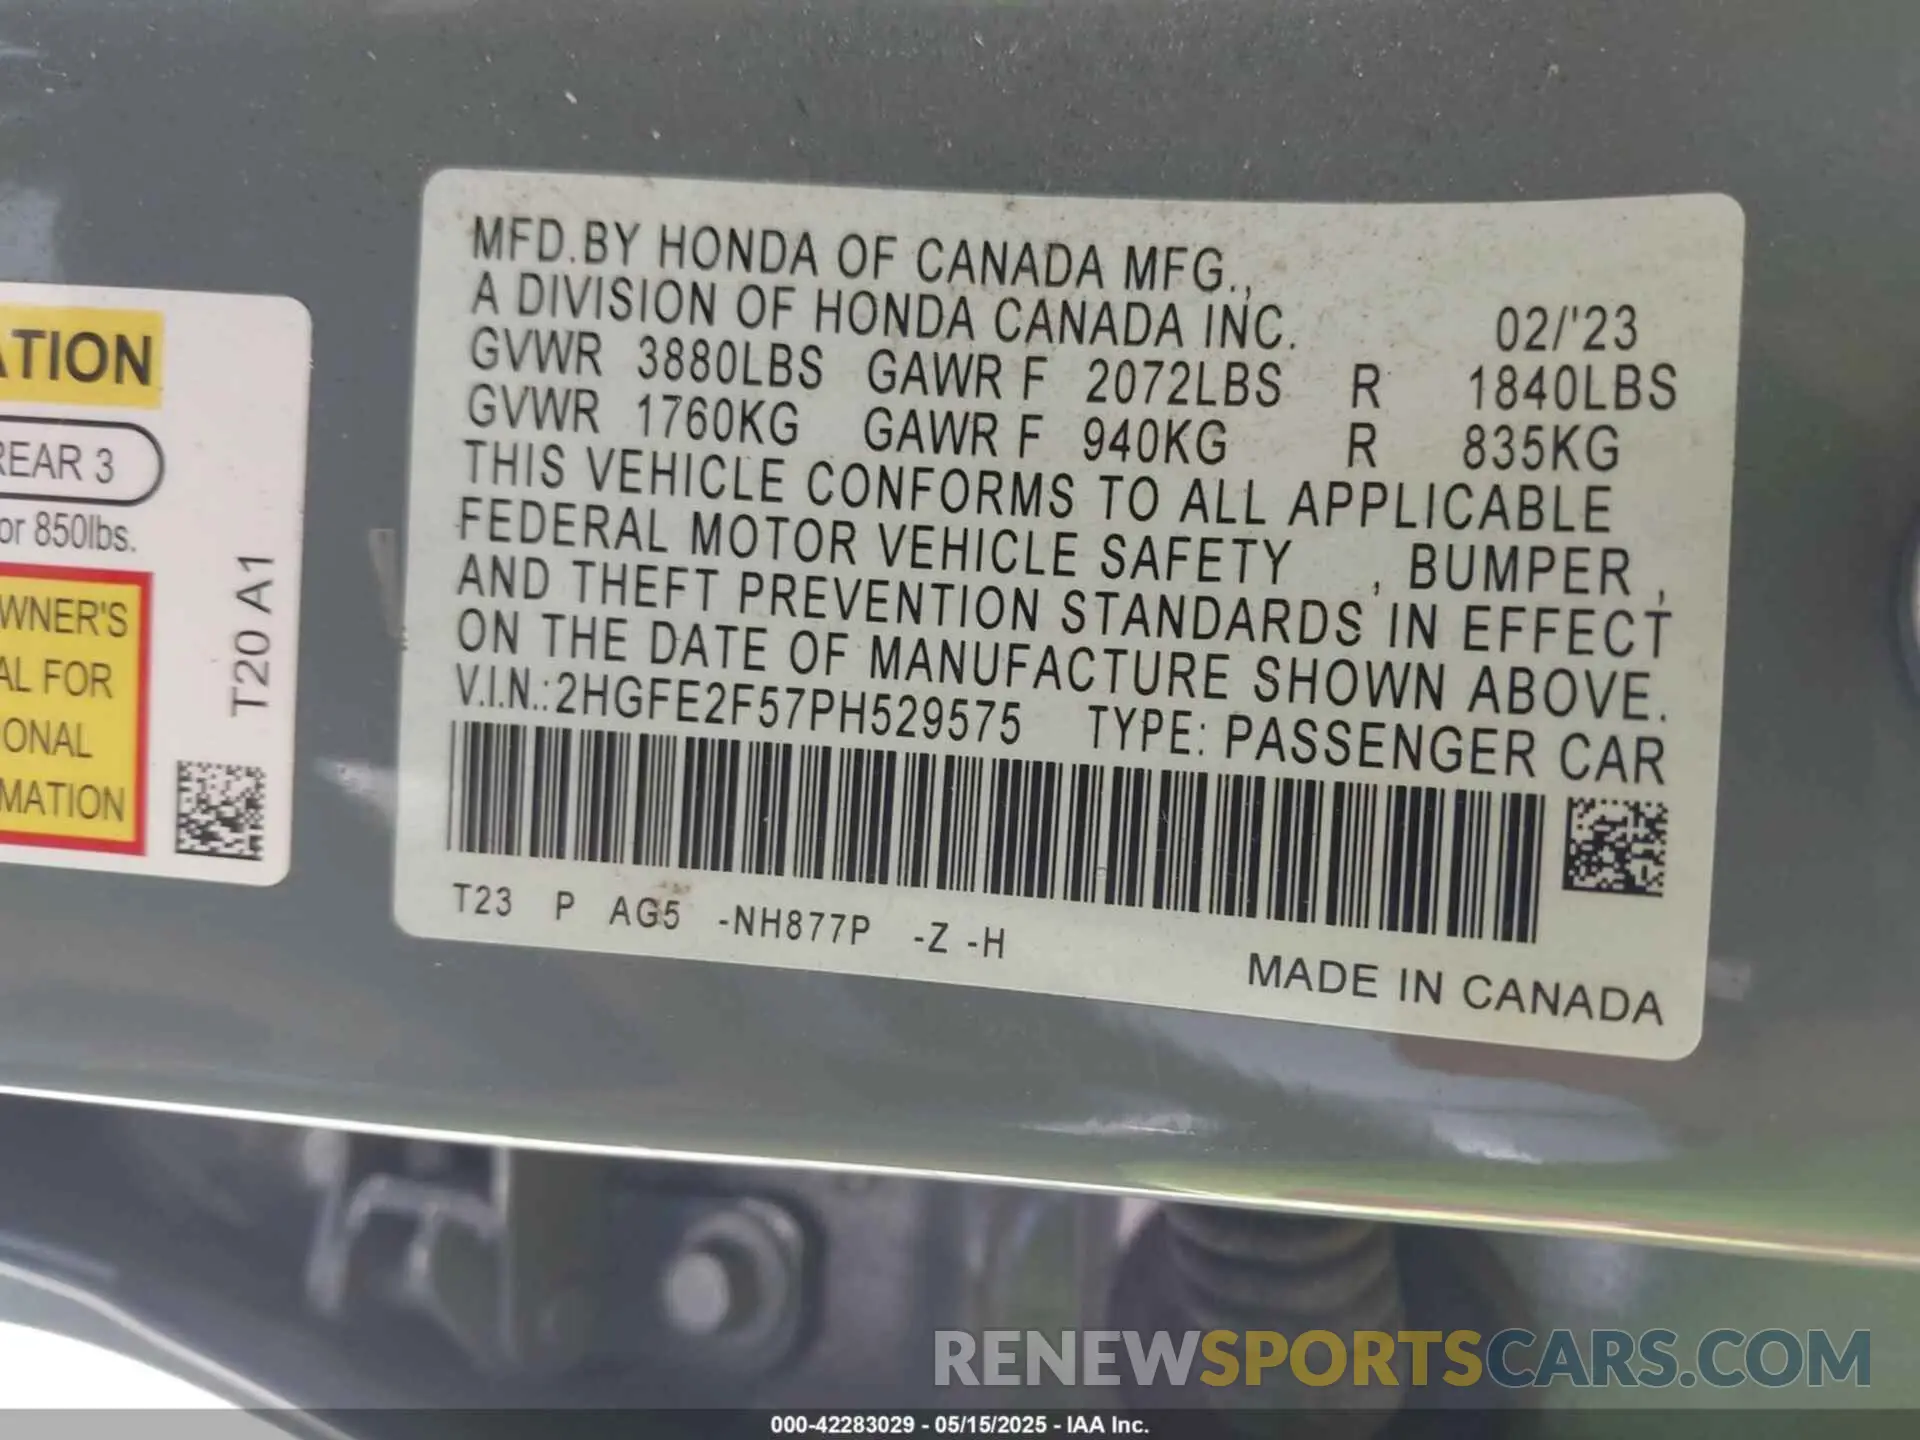 ATION
REAR 3
or 850lbs.
WNER'S
AL FOR
ONAL
MATION
T20 A1
MFD.BY HONDA OF CANADA MFG.,
A DIVISION OF HONDA CANADA INC. 02/'23
GVWR 3880LBS GAWR F 2072LBS R 1840LBS
GVWR 1760KG GAWR F 940KG R 835KG
THIS VEHICLE CONFORMS TO ALL APPLICABLE
FEDERAL MOTOR VEHICLE SAFETY , BUMPER ,
AND THEFT PREVENTION STANDARDS IN EFFECT
ON THE DATE OF MANUFACTURE SHOWN ABOVE.
V.I.N.:2HGFE2F57PH529575 TYPE: PASSENGER CAR
T23 P AG5 -NH877P -Z -H
MADE IN CANADA
RENEWSPORTSCARS.COM
000-42283029 - 05/15/2025 - IAA Inc.